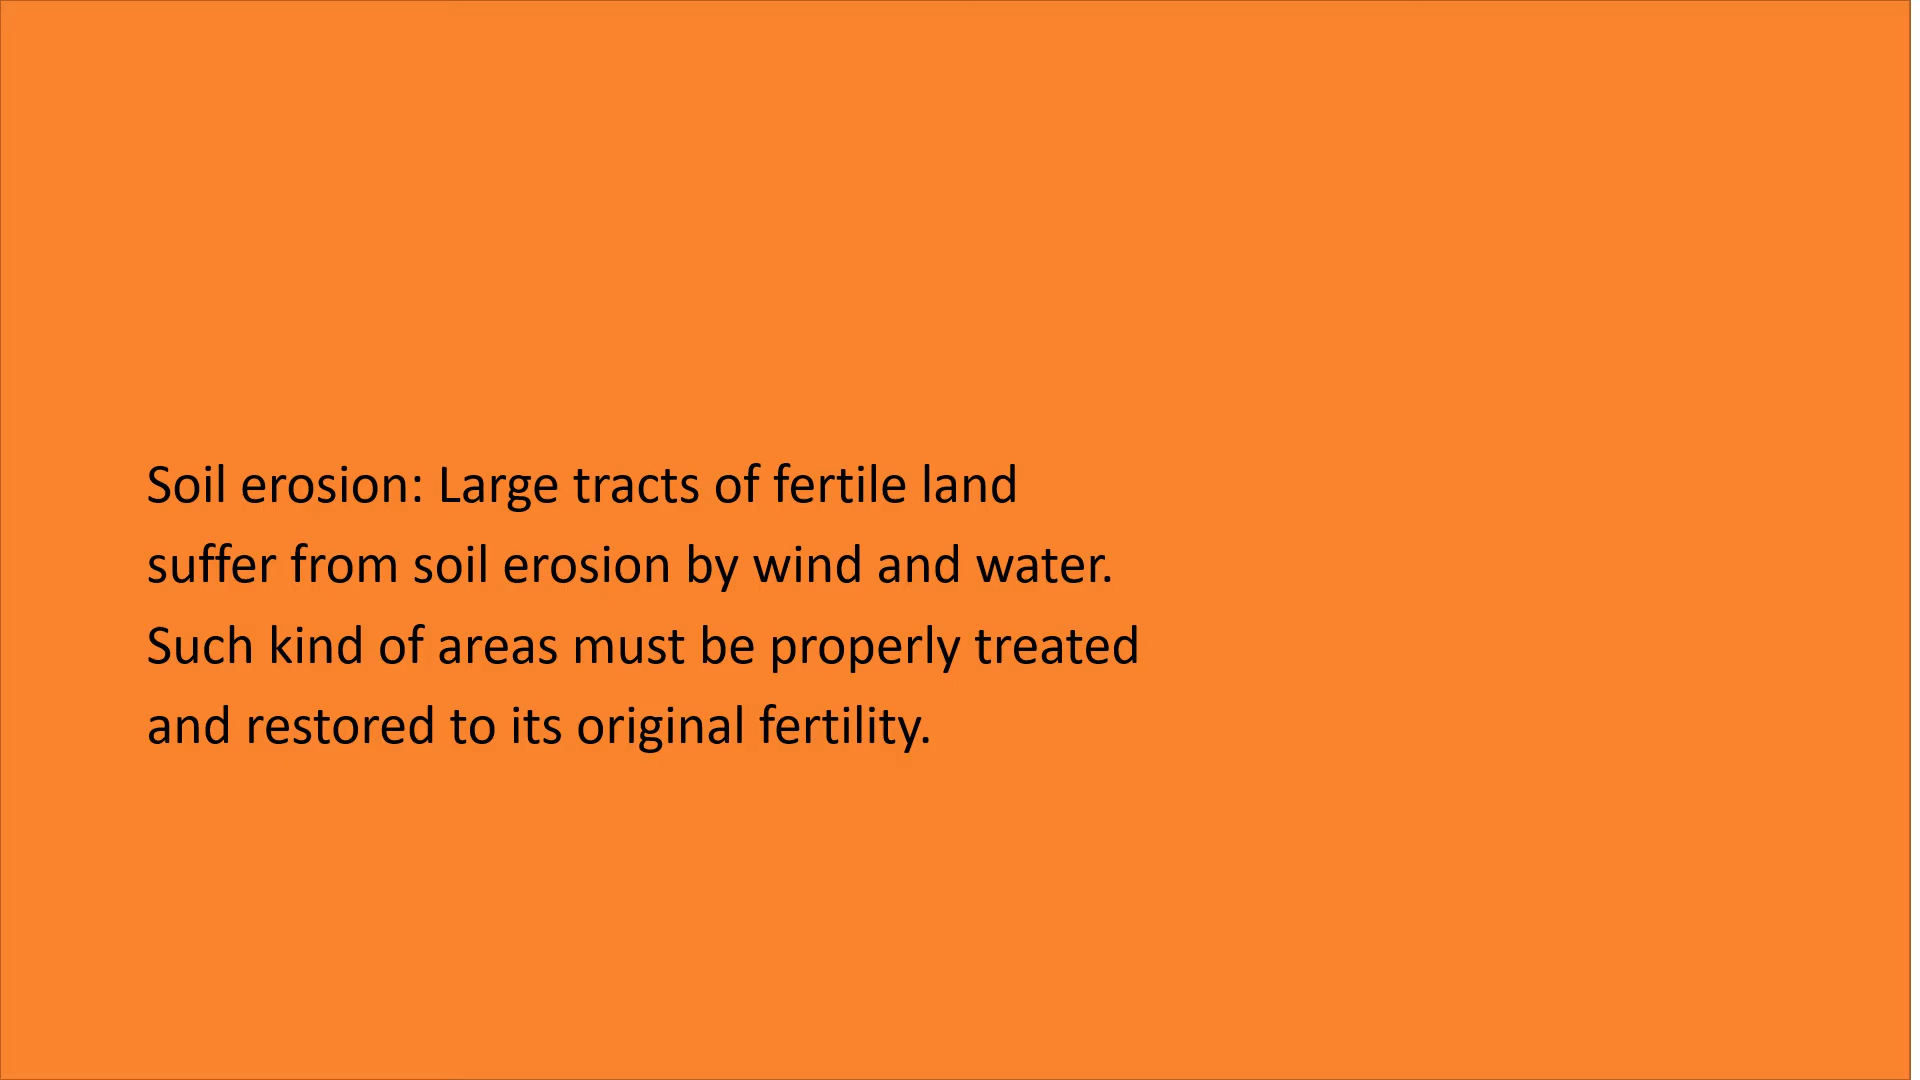 Soil erosion: Large tracts of fertile land
suffer from soil erosion by wind and water.
Such kind of areas must be properly treated
and restored to its original fertility.